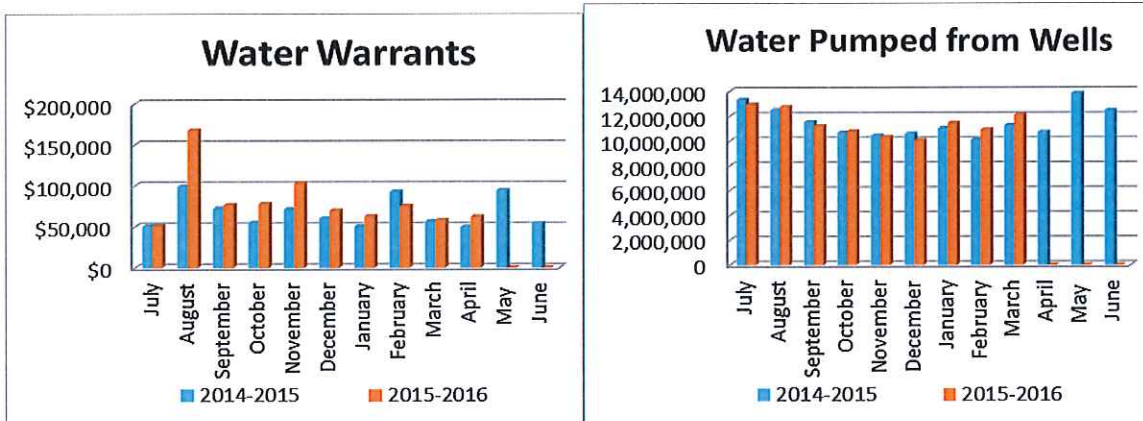 Water Warrants
$200,000
$150,000
$100,000
$50,000
$0
July
August
September
October
November
December
January
February
March
April
May
June
2014-2015 2015-2016
Water Pumped from Wells
14,000,000
12,000,000
10,000,000
8,000,000
6,000,000
4,000,000
2,000,000
0
July
August
September
October
November
December
January
February
March
April
May
June
2014-2015 2015-2016